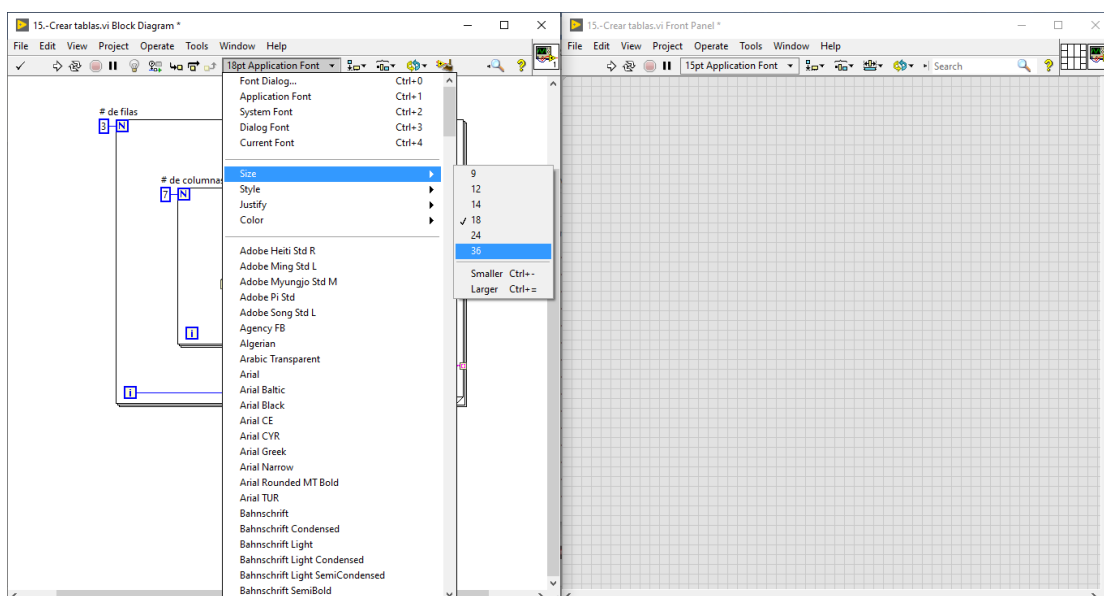 15.-Crear tablas.vi Block Diagram *
File Edit View Project Operate Tools Window Help
18pt Application Font
1
Font Dialog... Ctrl+0
Application Font Ctrl+1
System Font Ctrl+2
Dialog Font Ctrl+3
Current Font Ctrl+4
Size
Style
Justify
Color
Adobe Heiti Std R
Adobe Ming Std L
Adobe Myungjo Std M
Adobe Pi Std
Adobe Song Std L
Agency FB
Algerian
Arabic Transparent
Arial
Arial Baltic
Arial Black
Arial CE
Arial CYR
Arial Greek
Arial Narrow
Arial Rounded MT Bold
Arial TUR
Bahnschrift
Bahnschrift Condensed
Bahnschrift Light
Bahnschrift Light Condensed
Bahnschrift Light SemiCondensed
Bahnschrift SemiBold
9
12
14
18
24
36
Smaller Ctrl+-
Larger Ctrl+=
# de filas
3 N
# de columnas
7 N
i
i
15.-Crear tablas.vi Front Panel *
File Edit View Project Operate Tools Window Help
15pt Application Font
Search